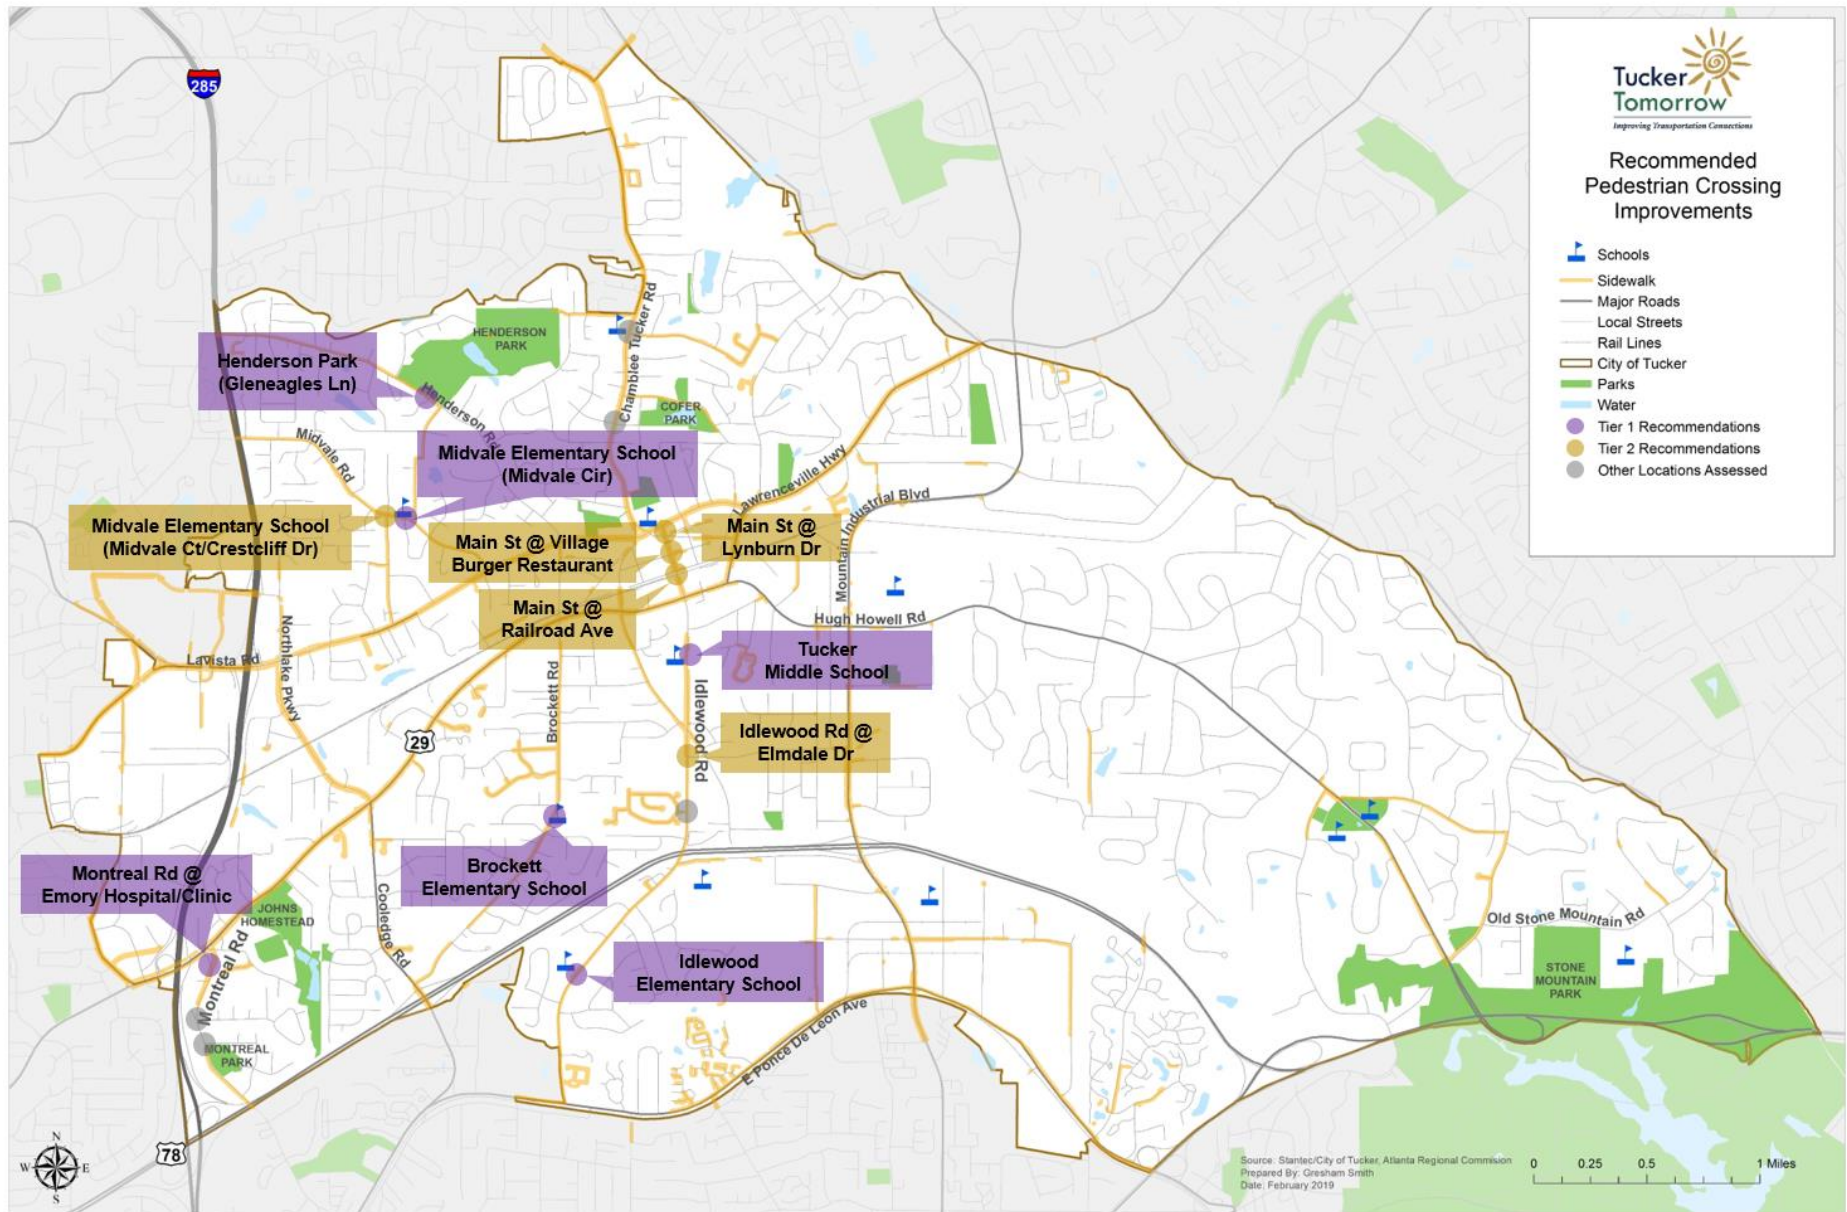 285
Tucker
Tomorrow
Improving Transportation Connections
Recommended
Pedestrian Crossing
Improvements
Schools
Sidewalk
Major Roads
Local Streets
Rail Lines
City of Tucker
Parks
Water
Tier 1 Recommendations
Tier 2 Recommendations
Other Locations Assessed
HENDERSON
PARK
Chamblee Tucker Rd
Henderson Park
(Gleneagles Ln)
Henderson Rd
COFER
PARK
Midvale Rd
Midvale Elementary School
(Midvale Cir)
Lawrenceville Hwy
Mountain Industrial Blvd
Midvale Elementary School
(Midvale Ct/Crestcliff Dr)
Main St @ Village
Burger Restaurant
Main St @
Lynburn Dr
Main St @
Railroad Ave
Hugh Howell Rd
Northlake PKwy
Lavista Rd
Tucker
Middle School
Brockett Rd
Idlewood Rd
29
Idlewood Rd @
Elmdale Dr
Brockett
Elementary School
Montreal Rd @
Emory Hospital/Clinic
Cooledge Rd
JOHNS
HOMESTEAD
Old Stone Mountain Rd
Montreal Rd
Idlewood
Elementary School
STONE
MOUNTAIN
PARK
E Ponce De Leon Ave
MONTREAL
PARK
78
N
W
E
S
Source: Stantec/City of Tucker, Atlanta Regional Commision
Prepared By: Gresham Smith
Date: February 2019
0 0.25 0.5 1 Miles